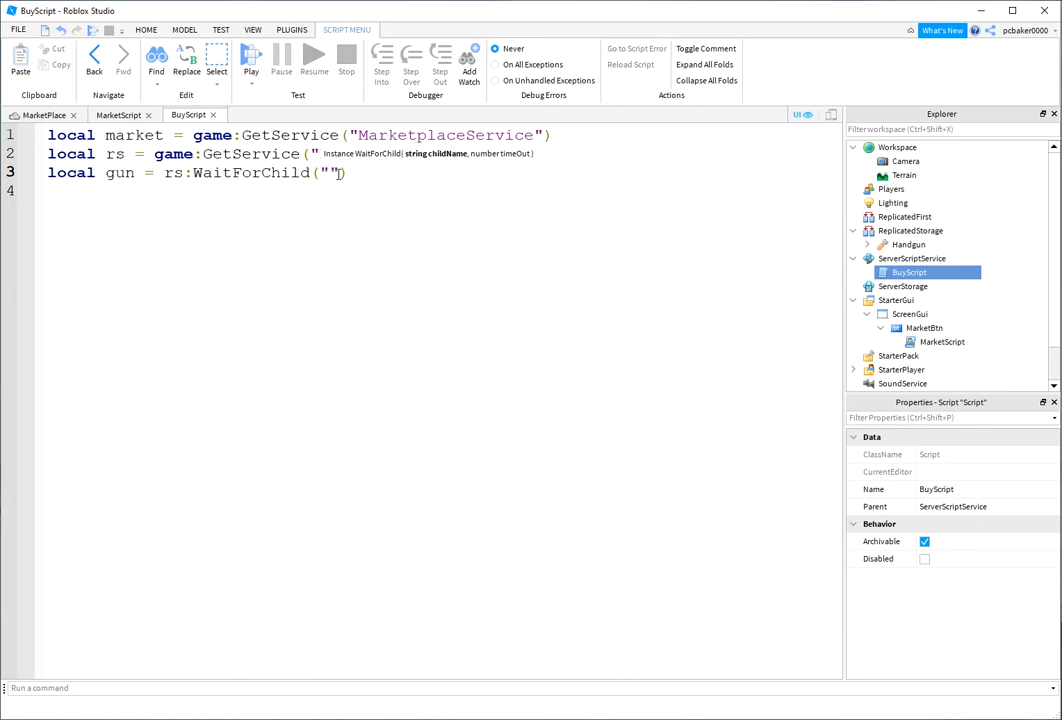 BuyScript - Roblox Studio
FILE HOME MODEL TEST VIEW PLUGINS SCRIPT MENU What's New pcbaker0000
Paste Cut Copy Back Fwd Find Replace Select Play Pause Resume Stop Step Into Step Over Step Out Add Watch Never On All Exceptions On Unhandled Exceptions Go to Script Error Reload Script Toggle Comment Expand All Folds Collapse All Folds
Clipboard Navigate Edit Test Debugger Debug Errors Actions
MarketPlace MarketScript BuyScript UI
1 local market = game:GetService("MarketplaceService")
2 local rs = game:GetService("
Instance WaitForChild( string childName, number timeOut )
3 local gun = rs:WaitForChild("")
4
Explorer
Filter workspace (Ctrl+Shift+X)
Workspace
Camera
Terrain
Players
Lighting
ReplicatedFirst
ReplicatedStorage
Handgun
ServerScriptService
BuyScript
ServerStorage
StarterGui
ScreenGui
MarketBtn
MarketScript
StarterPack
StarterPlayer
SoundService
Properties - Script "Script"
Filter Properties (Ctrl+Shift+P)
Data
ClassName Script
CurrentEditor
Name BuyScript
Parent ServerScriptService
Behavior
Archivable
Disabled
Run a command